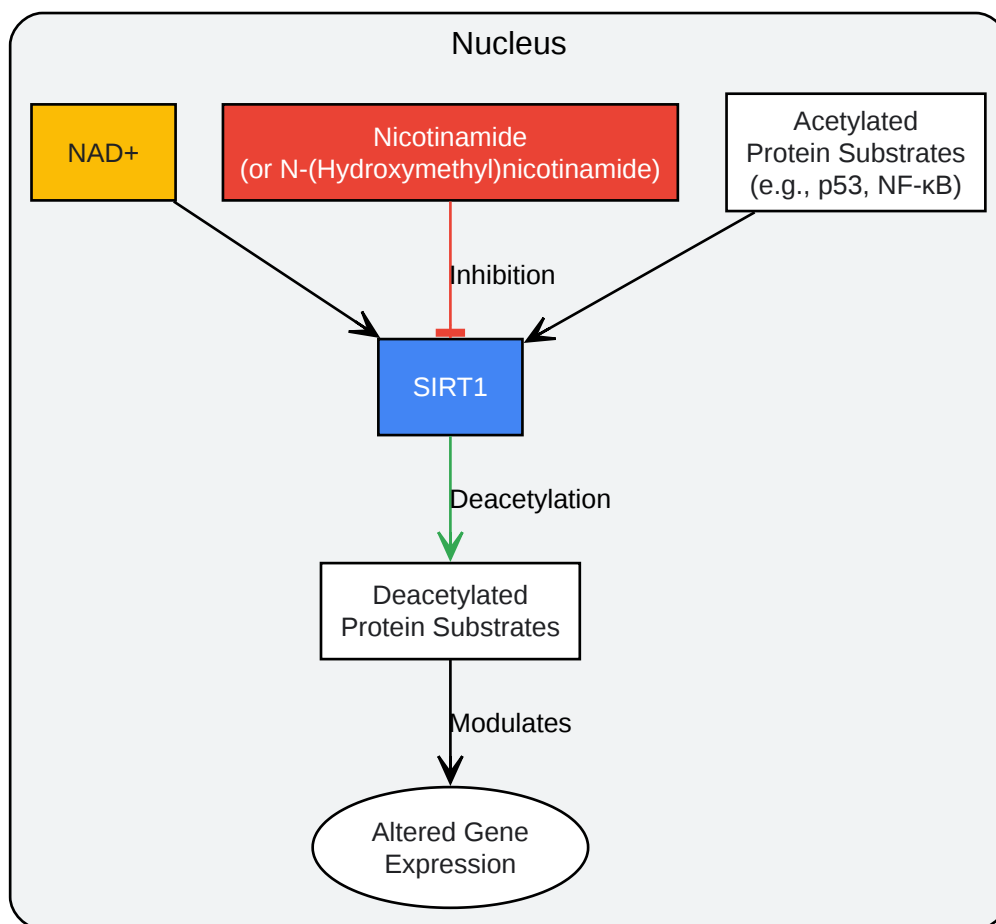 Nucleus
NAD+
Nicotinamide
(or N-(Hydroxymethyl)nicotinamide)
Acetylated
Protein Substrates
(e.g., p53, NF-κB)
Inhibition
SIRT1
Deacetylation
Deacetylated
Protein Substrates
Modulates
Altered Gene
Expression